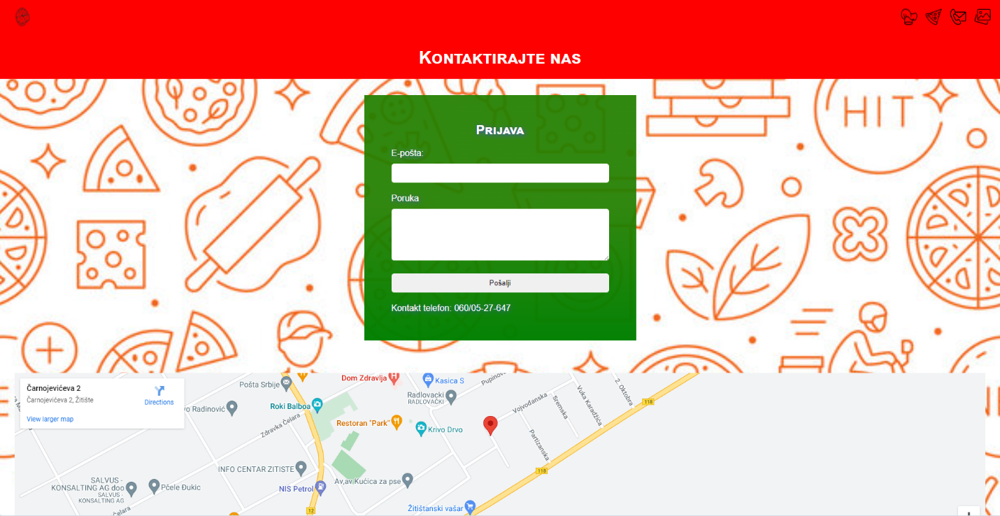 Kontaktirajte nas
HIT
Prijava
E-pošta:
Poruka
Pošalji
Kontakt telefon: 060/05-27-647
Čarnojevićeva 2
Čarnojevićeva 2, Žitište
Directions
View larger map
vo Radinović
Pošta Srbije
Dom Zdravlja
Kasica S
Pupinova
2. Oktobra
Radlovacki
RADLOVAČKI
Roki Balboa
Vojvođanska
Sremska
Vuka Karadžića
118
Zdravka Čelara
Restoran "Park"
Krivo Drvo
Partizanska
INFO CENTAR ZITISTE
118
SALVUS -
KONSALTING AG doo
SALVUS -
KONSALTING AG
Pčele Đukic
NIS Petrol
Av,av Kućica za pse
Čelara
12
Žitištanski vašar